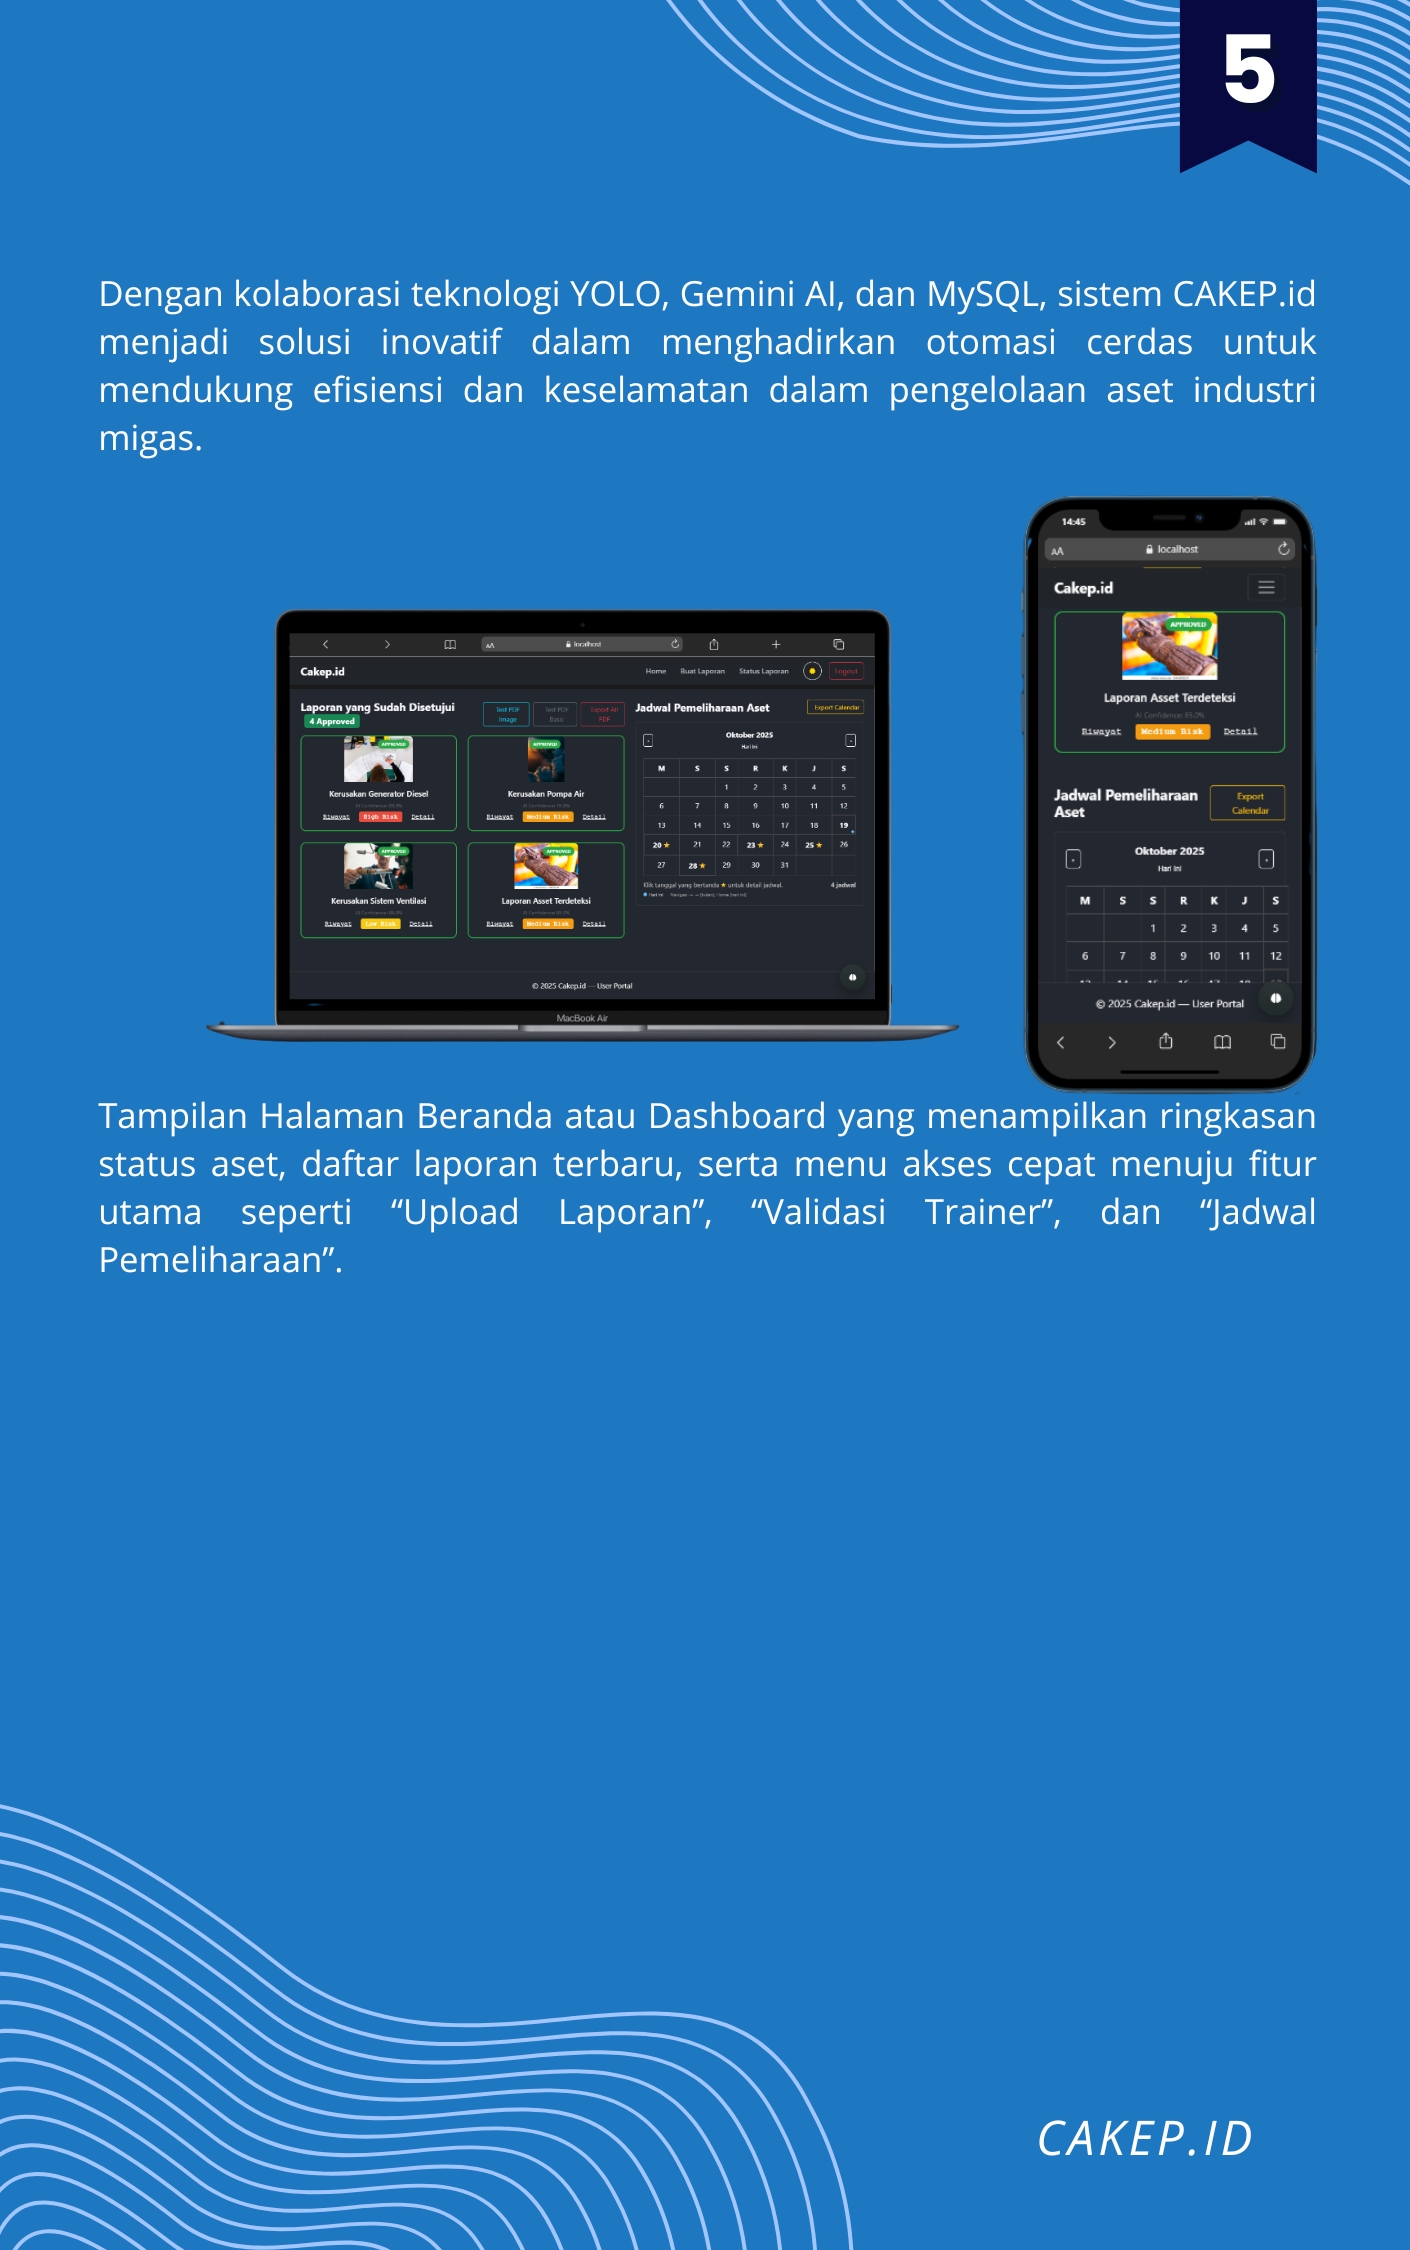 5
Dengan kolaborasi teknologi YOLO, Gemini AI, dan MySQL, sistem CAKEP.id
menjadi solusi inovatif dalam menghadirkan otomasi cerdas untuk
mendukung efisiensi dan keselamatan dalam pengelolaan aset industri
migas.
AA localhost
Cakep.id Home Buat Laporan Status Laporan Logout
Laporan yang Sudah Disetujui
4 Approved
Test PDF Image
Test PDF Basic
Export All PDF
APPROVED
Kerusakan Generator Diesel
Riwayat High Risk Detail
APPROVED
Kerusakan Pompa Air
Riwayat Medium Risk Detail
APPROVED
Kerusakan Sistem Ventilasi
Riwayat Low Risk Detail
APPROVED
Laporan Asset Terdeteksi
Riwayat Medium Risk Detail
Jadwal Pemeliharaan Aset Export Calendar
Oktober 2025
Hari Ini
M S S R K J S
1 2 3 4 5
6 7 8 9 10 11 12
13 14 15 16 17 18 19
20 ★ 21 22 23 ★ 24 25 ★ 26
27 28 ★ 29 30 31
Klik tanggal yang bertanda ★ untuk detail jadwal. 4 jadwal
Hari ini
© 2025 Cakep.id — User Portal
MacBook Air
14:45
AA localhost
Cakep.id
APPROVED
Laporan Asset Terdeteksi
AI Confidence: 85.0%
Riwayat Medium Risk Detail
Jadwal Pemeliharaan
Aset
Export
Calendar
Oktober 2025
Hari Ini
M S S R K J S
1 2 3 4 5
6 7 8 9 10 11 12
© 2025 Cakep.id — User Portal
Tampilan Halaman Beranda atau Dashboard yang menampilkan ringkasan
status aset, daftar laporan terbaru, serta menu akses cepat menuju fitur
utama seperti “Upload Laporan”, “Validasi Trainer”, dan “Jadwal
Pemeliharaan”.
CAKEP.ID